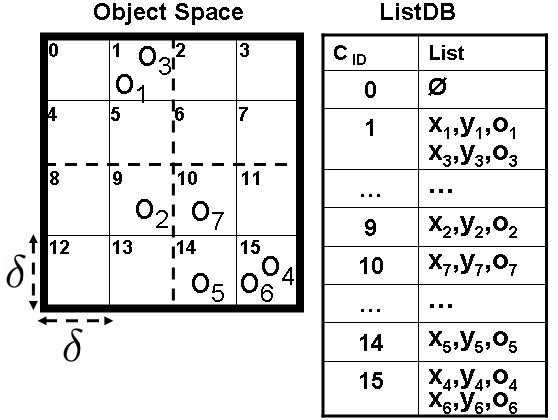 Object Space
0 1 2 3
O₃
O₁
4 5 6 7
8 9 10 11
O₂ O₇
12 13 14 15
O₄
O₅ O₆
δ
δ
ListDB
C ID List
0 Ø
1 x₁,y₁,o₁
x₃,y₃,o₃
... ...
9 x₂,y₂,o₂
10 x₇,y₇,o₇
... ...
14 x₅,y₅,o₅
15 x₄,y₄,o₄
x₆,y₆,o₆